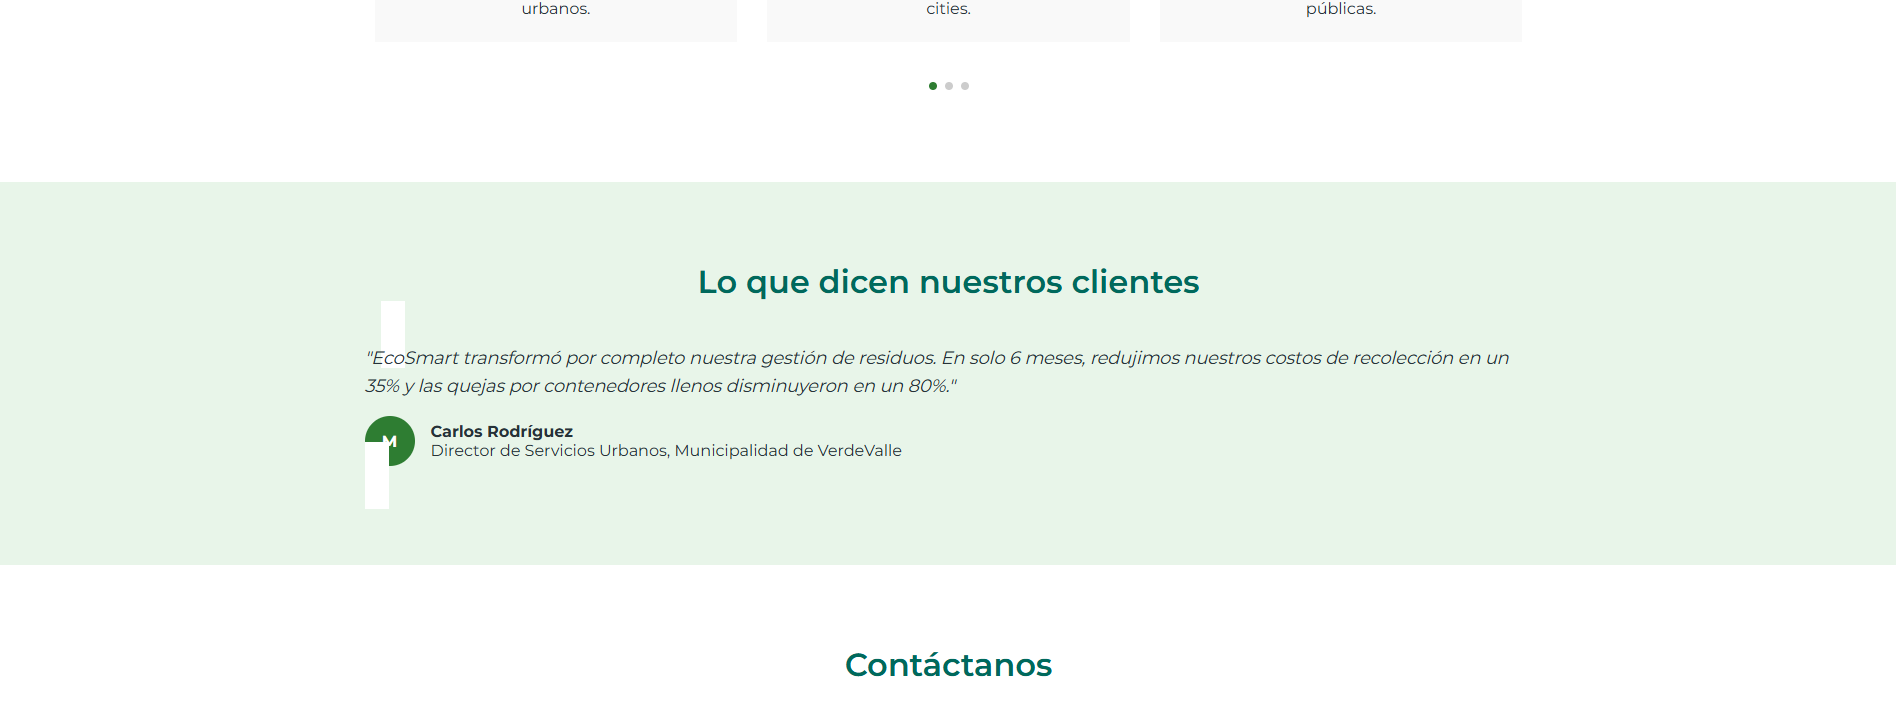 urbanos.
cities.
públicas.
Lo que dicen nuestros clientes
"EcoSmart transformó por completo nuestra gestión de residuos. En solo 6 meses, redujimos nuestros costos de recolección en un
35% y las quejas por contenedores llenos disminuyeron en un 80%."
M
Carlos Rodríguez
Director de Servicios Urbanos, Municipalidad de VerdeValle
Contáctanos